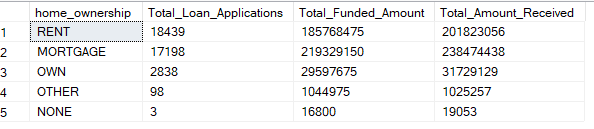 home_ownership Total_Loan_Applications Total_Funded_Amount Total_Amount_Received
1 RENT 18439 185768475 201823056
2 MORTGAGE 17198 219329150 238474438
3 OWN 2838 29597675 31729129
4 OTHER 98 1044975 1025257
5 NONE 3 16800 19053